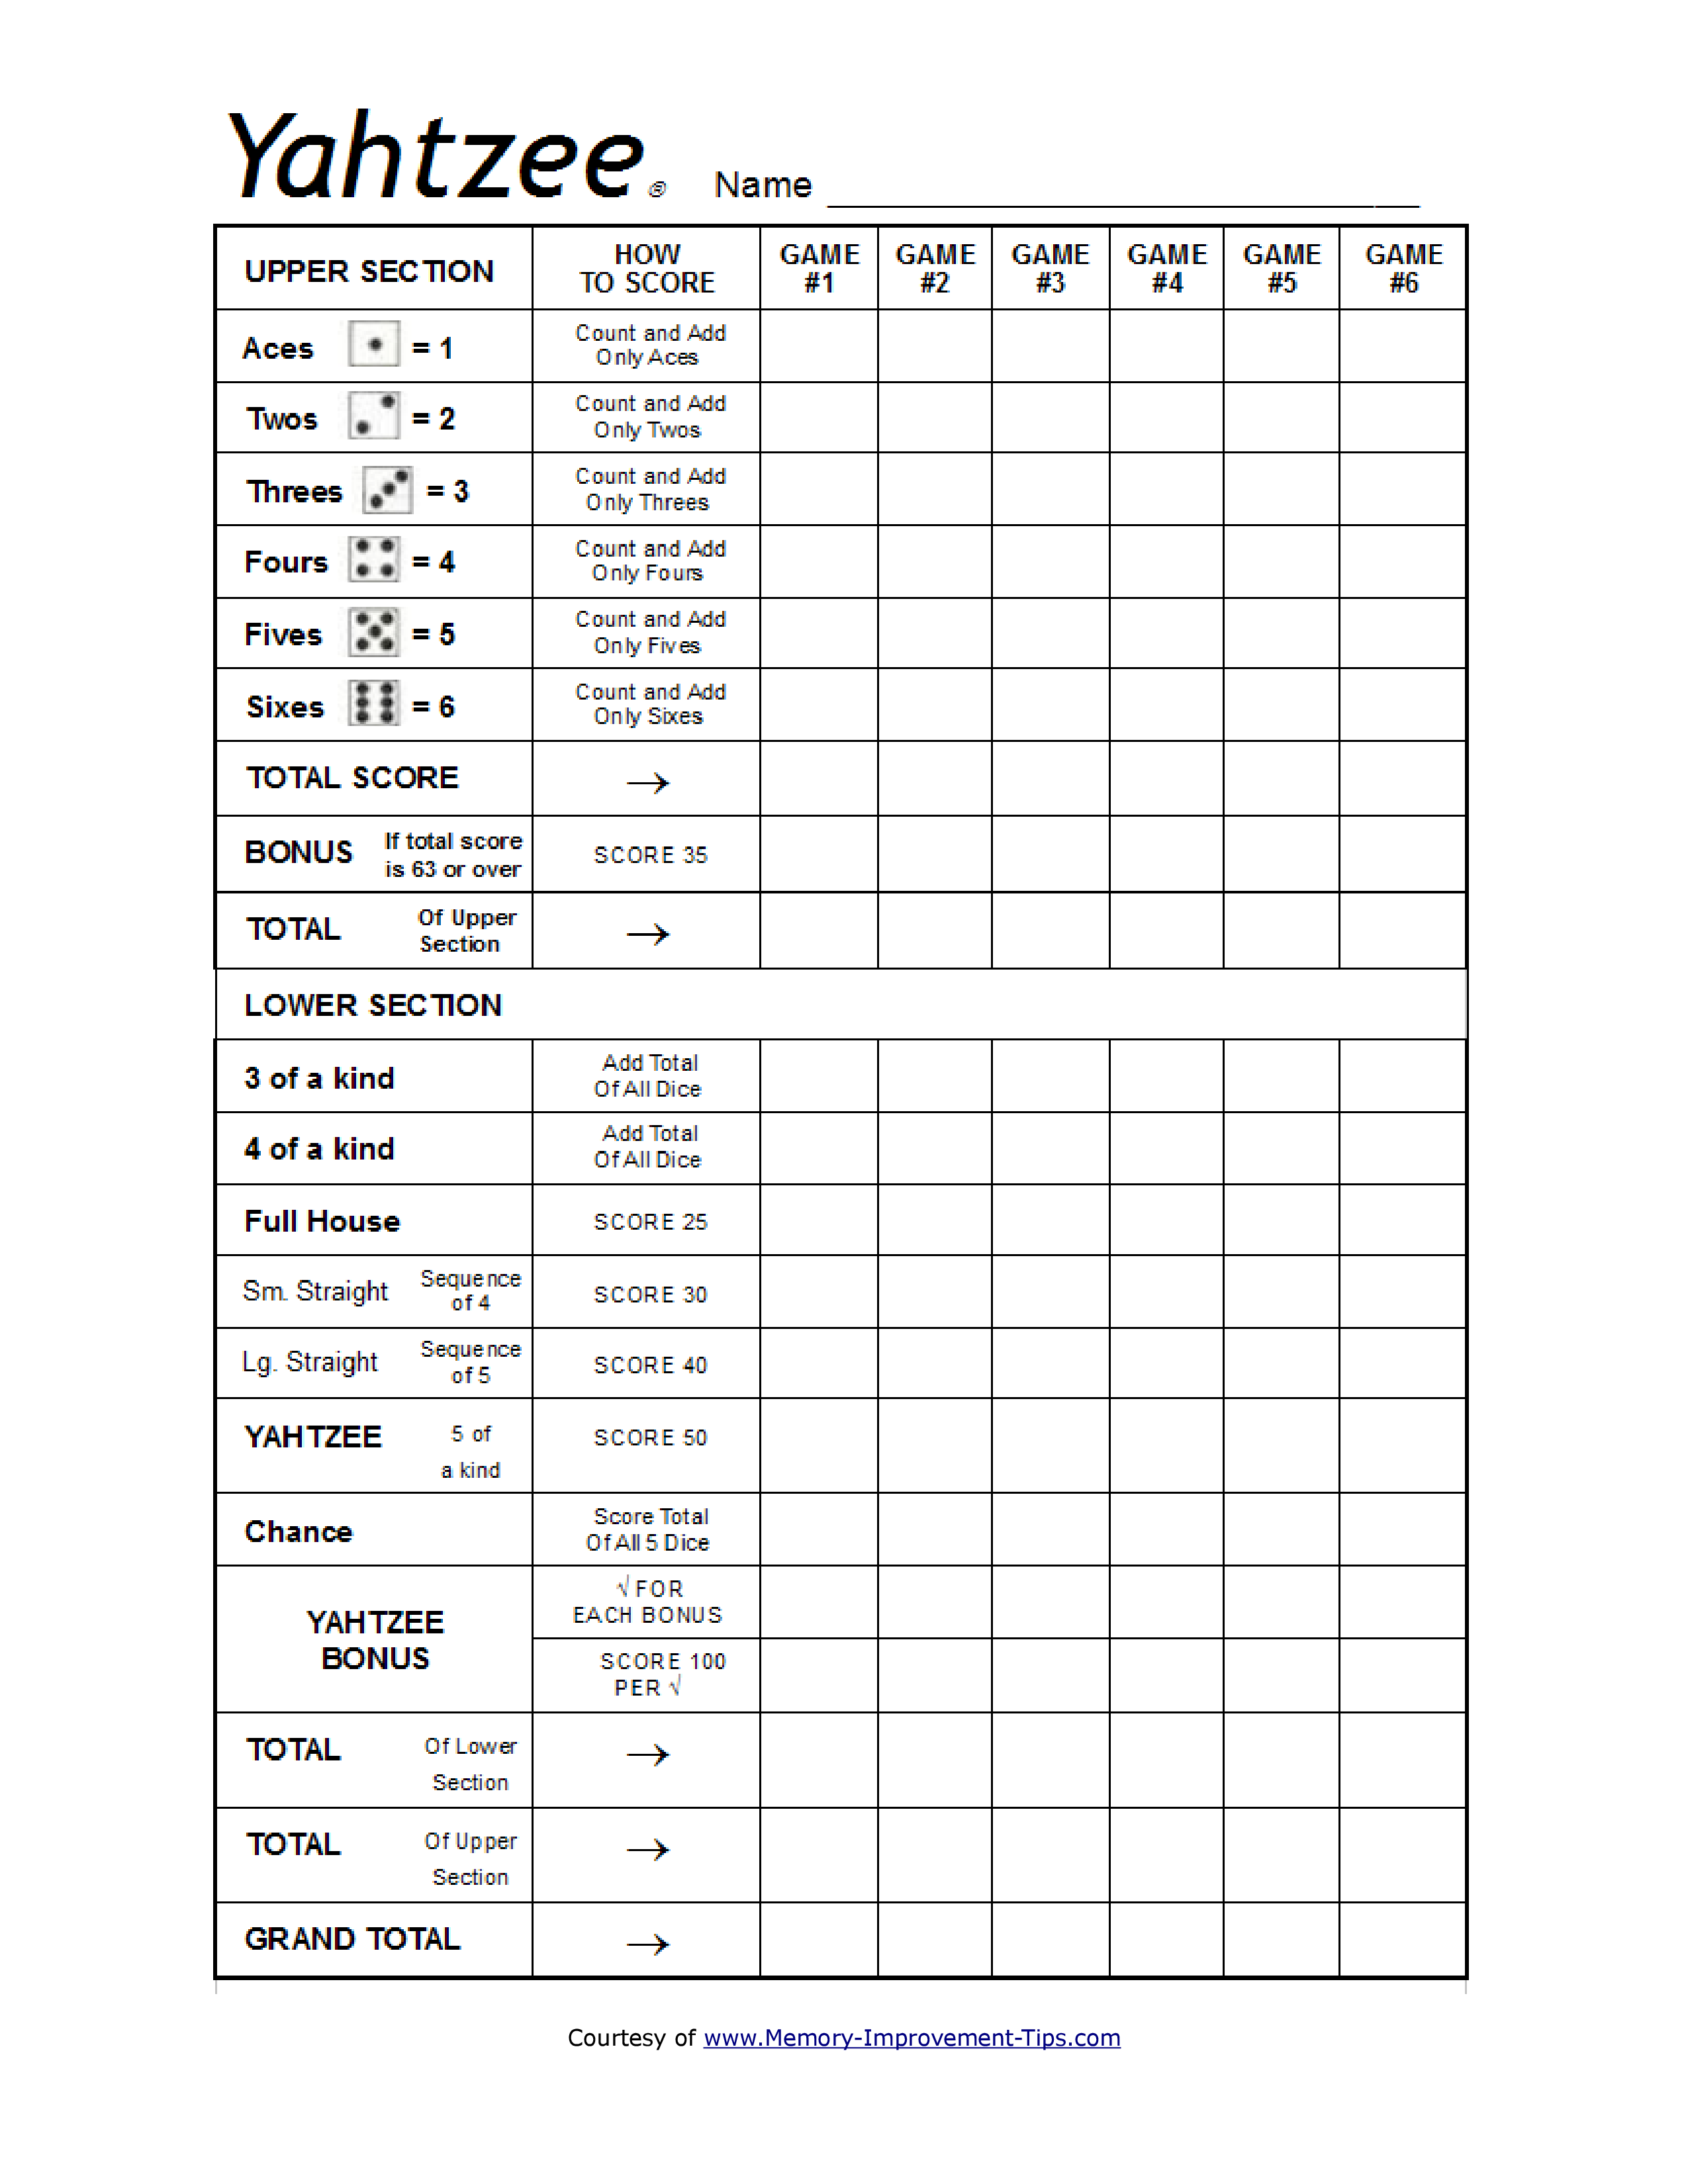 Yahtzee® Name ______________________________
UPPER SECTION
HOW
TO SCORE
GAME
#1
GAME
#2
GAME
#3
GAME
#4
GAME
#5
GAME
#6
Aces = 1
Count and Add
Only Aces
Twos = 2
Count and Add
Only Twos
Threes = 3
Count and Add
Only Threes
Fours = 4
Count and Add
Only Fours
Fives = 5
Count and Add
Only Fives
Sixes = 6
Count and Add
Only Sixes
TOTAL SCORE →
BONUS
If total score
is 63 or over
SCORE 35
TOTAL
Of Upper
Section
→
LOWER SECTION
3 of a kind
Add Total
Of All Dice
4 of a kind
Add Total
Of All Dice
Full House
SCORE 25
Sm. Straight
Sequence
of 4
SCORE 30
Lg. Straight
Sequence
of 5
SCORE 40
YAHTZEE
5 of
a kind
SCORE 50
Chance
Score Total
Of All 5 Dice
YAHTZEE
BONUS
√ FOR
EACH BONUS
SCORE 100
PER √
TOTAL
Of Lower
Section
→
TOTAL
Of Upper
Section
→
GRAND TOTAL →
Courtesy of www.Memory-Improvement-Tips.com